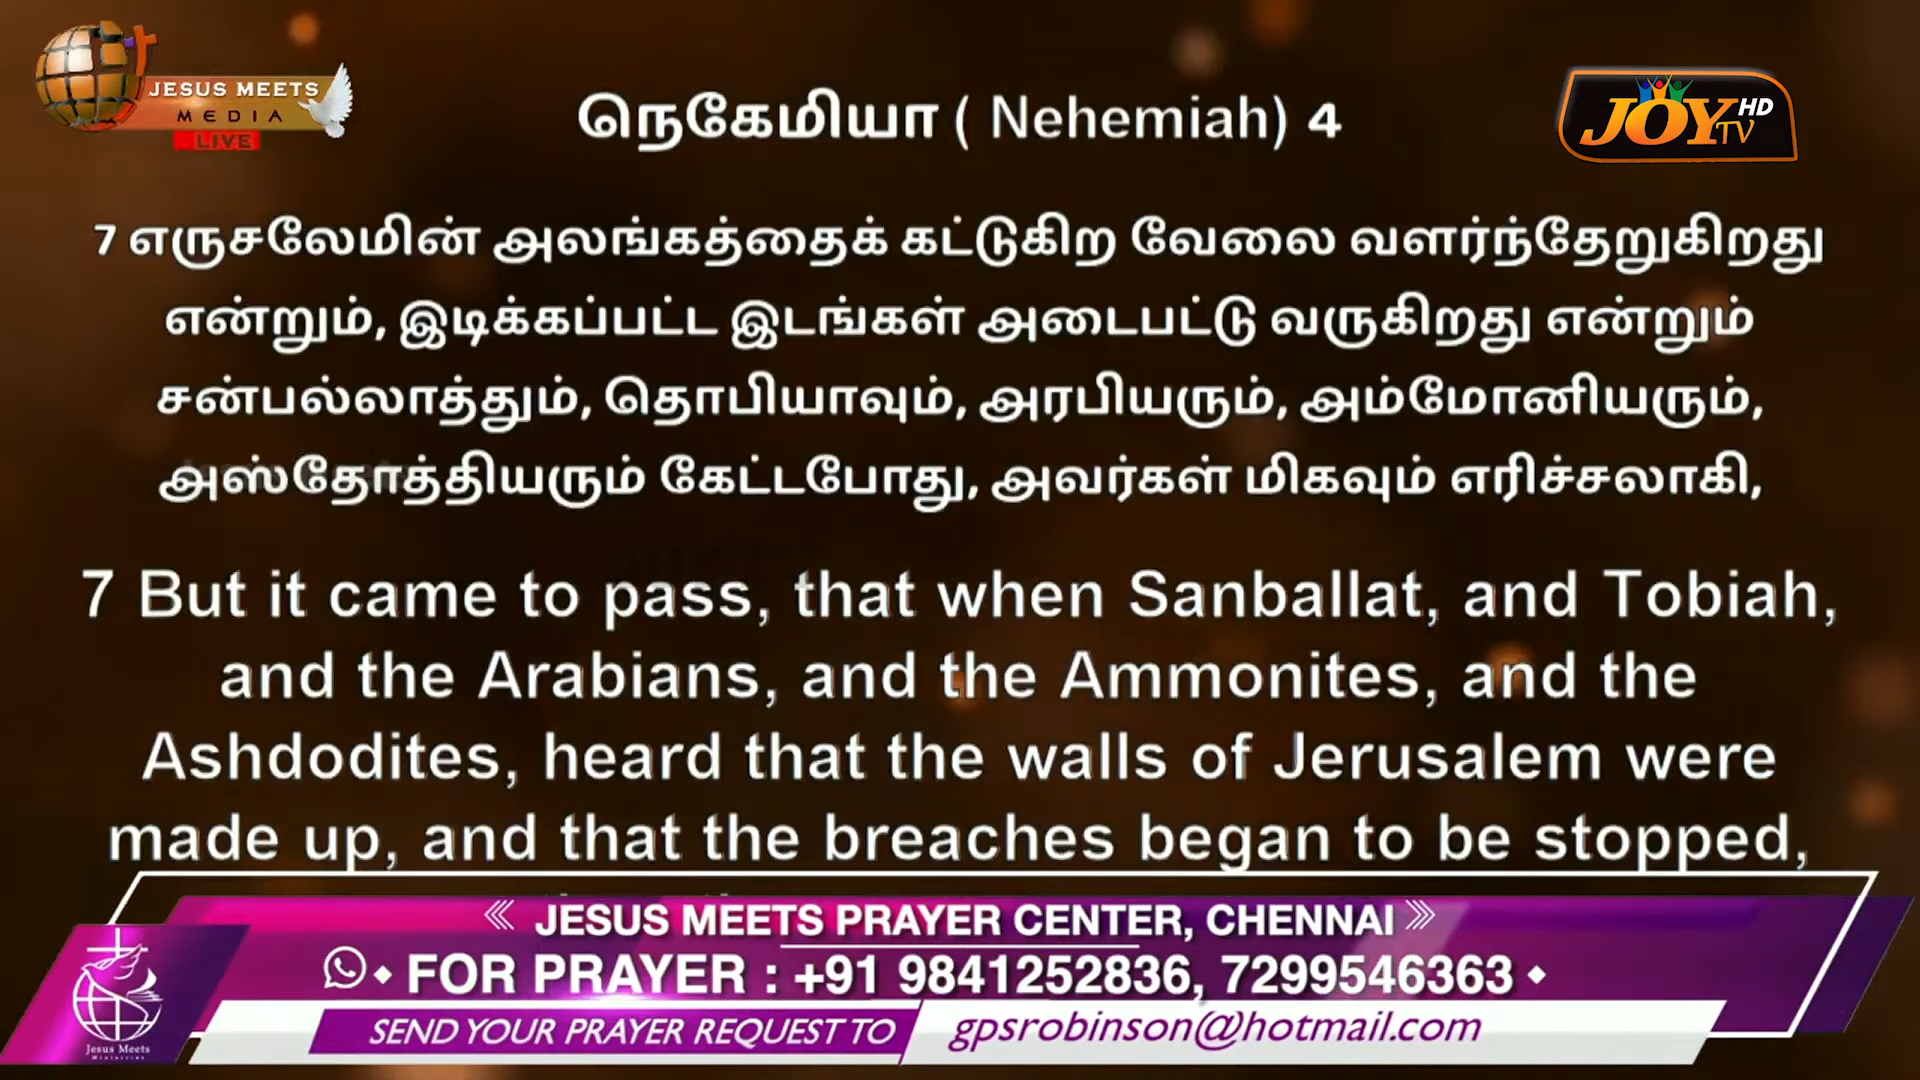 JESUS MEETS
MEDIA
LIVE
நெகேமியா ( Nehemiah) 4
JOY TV HD
7 எருசலேமின் அலங்கத்தைக் கட்டுகிற வேலை வளர்ந்தேறுகிறது
என்றும், இடிக்கப்பட்ட இடங்கள் அடைபட்டு வருகிறது என்றும்
சன்பல்லாத்தும், தொபியாவும், அரபியரும், அம்மோனியரும்,
அஸ்தோத்தியரும் கேட்டபோது, அவர்கள் மிகவும் எரிச்சலாகி,
7 But it came to pass, that when Sanballat, and Tobiah,
and the Arabians, and the Ammonites, and the
Ashdodites, heard that the walls of Jerusalem were
made up, and that the breaches began to be stopped,
JESUS MEETS PRAYER CENTER, CHENNAI
FOR PRAYER : +91 9841252836, 7299546363
SEND YOUR PRAYER REQUEST TO gpsrobinson@hotmail.com
Jesus Meets
Ministries